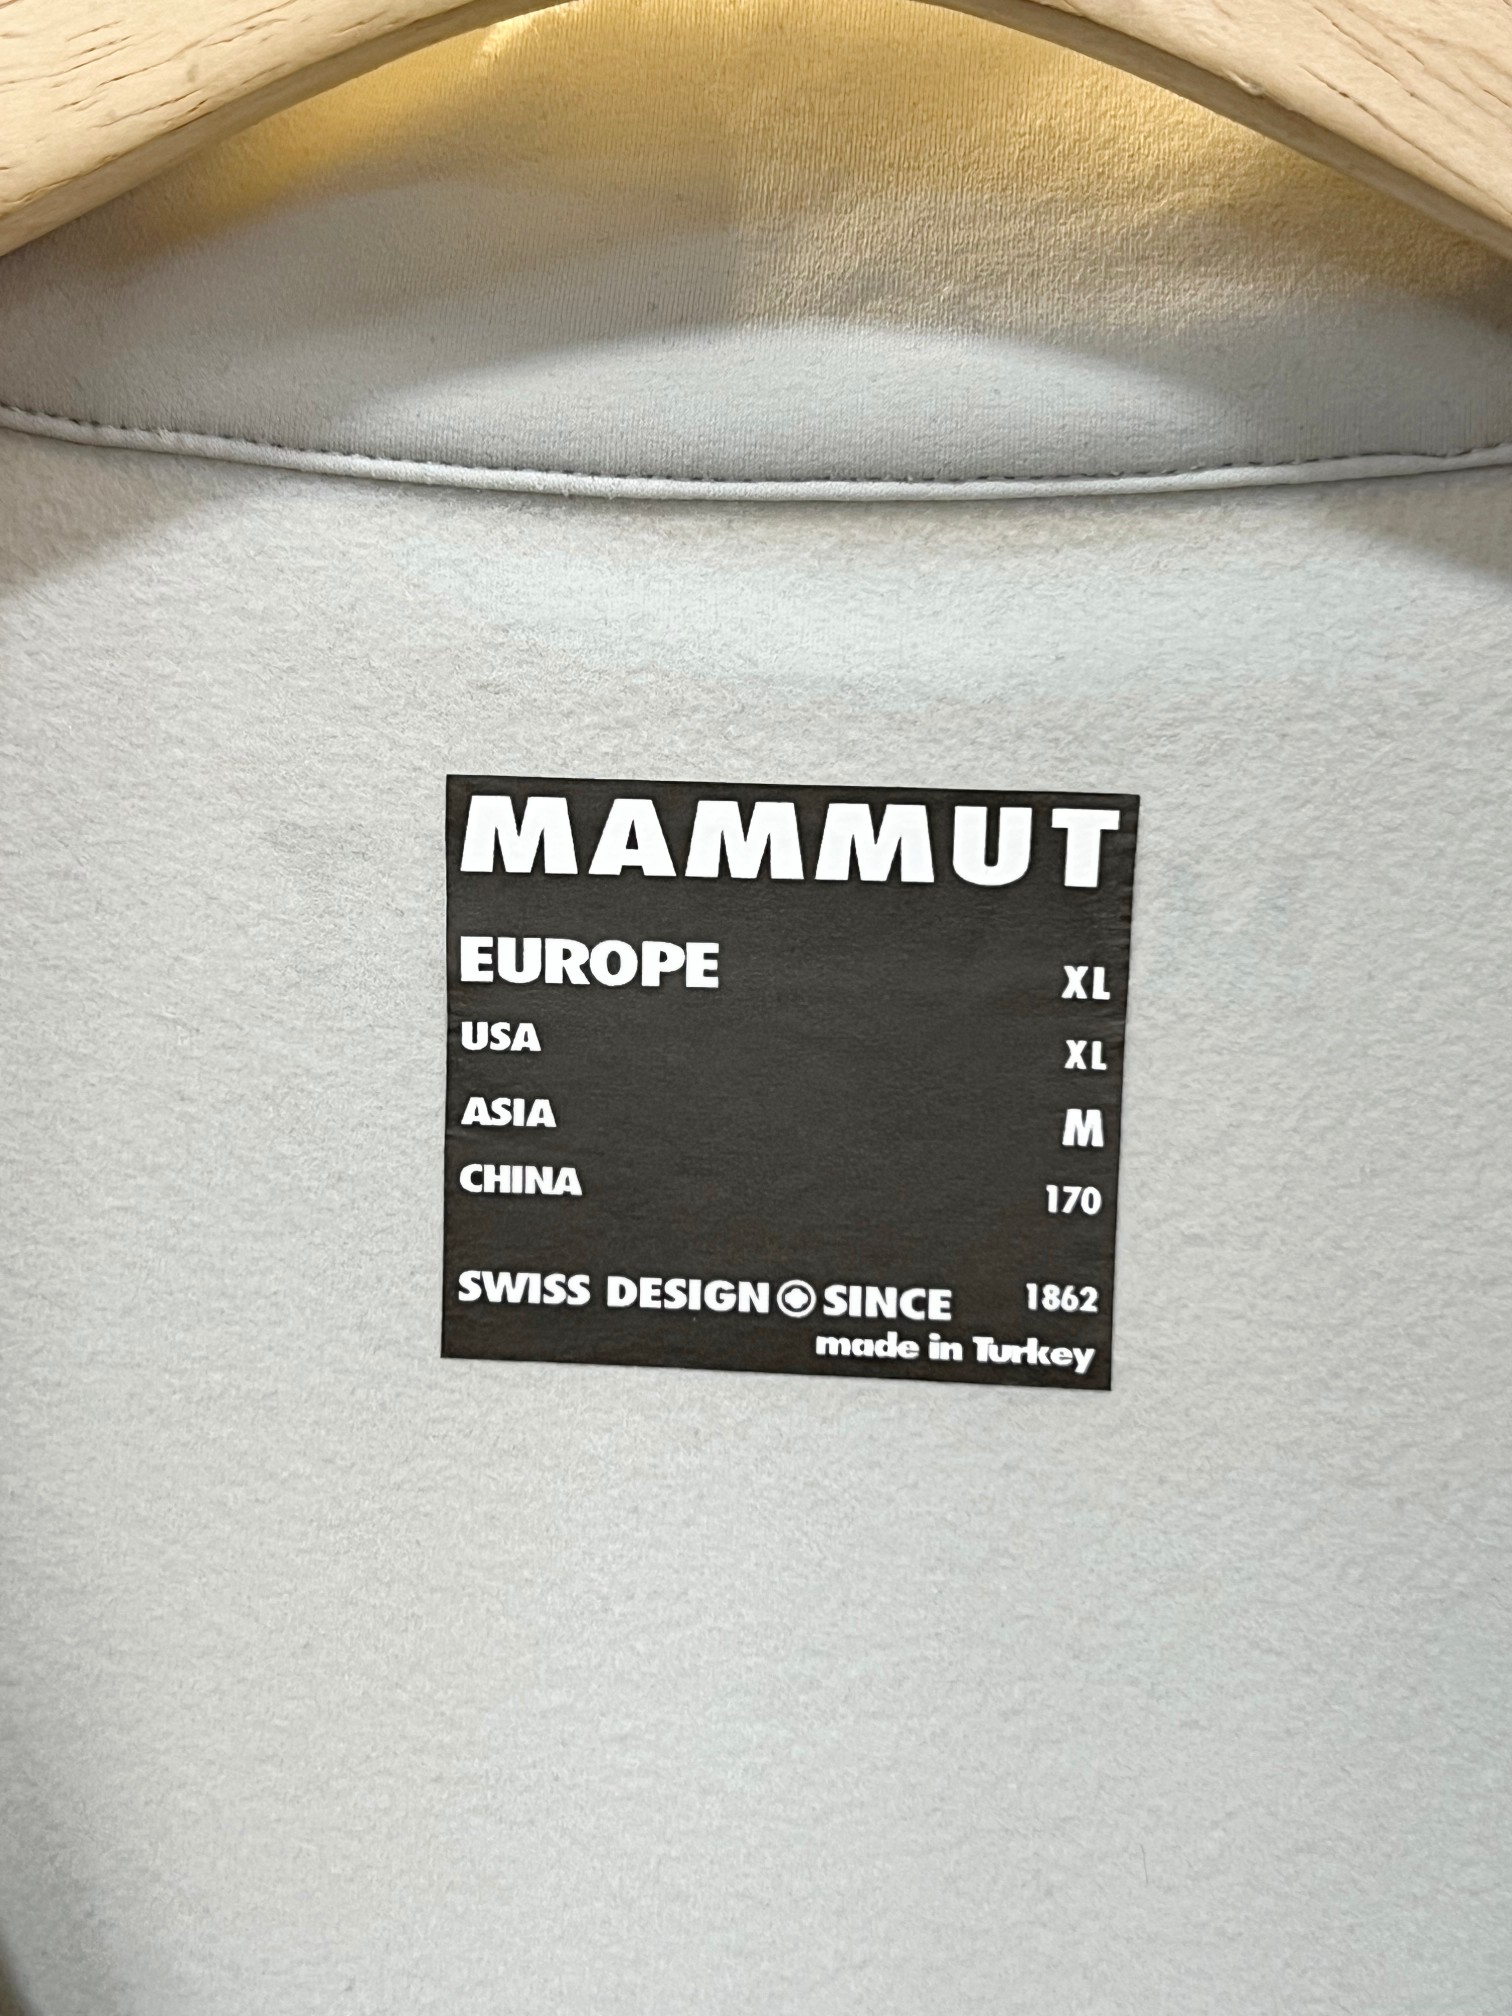 MAMMUT
EUROPE XL
USA XL
ASIA M
CHINA 170
SWISS DESIGN SINCE 1862
made in Turkey